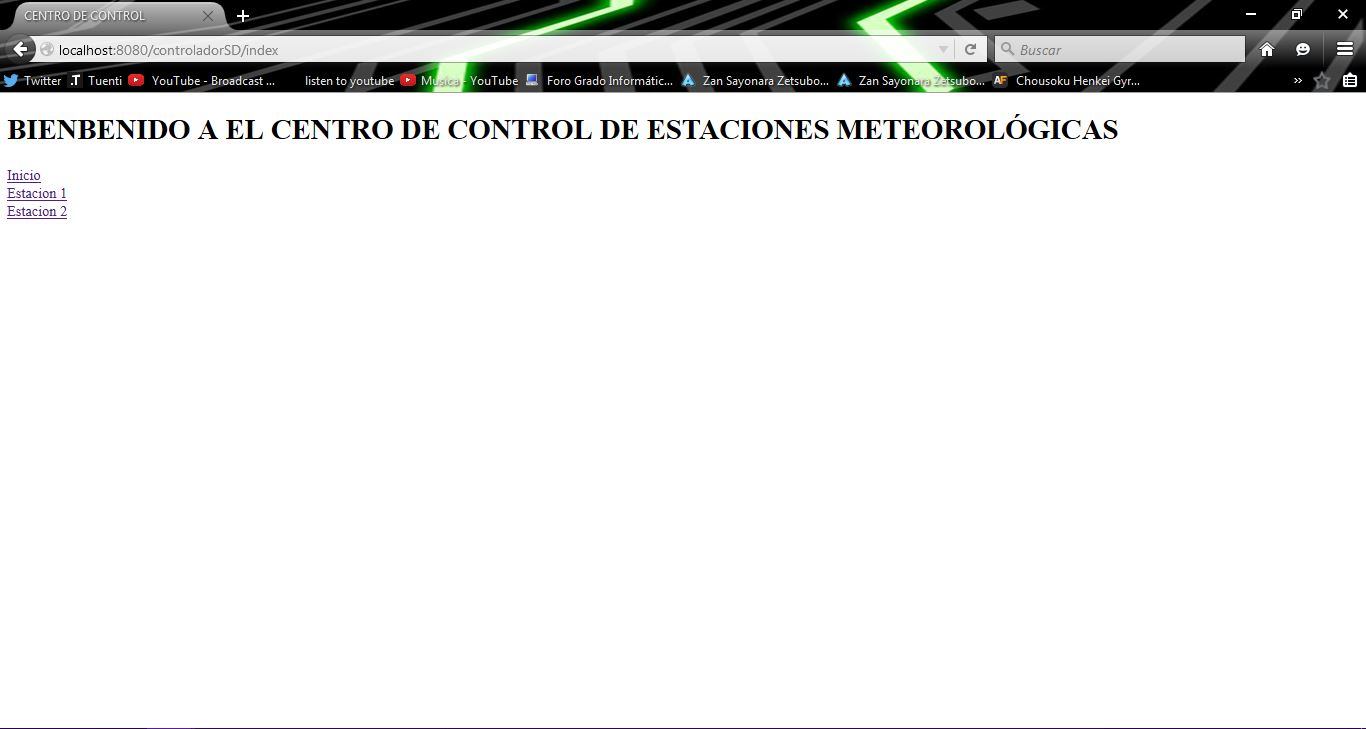 CENTRO DE CONTROL
localhost:8080/controladorSD/index
Buscar
Twitter
.T Tuenti
YouTube - Broadcast ...
listen to youtube
Musica - YouTube
Foro Grado Informátic...
Zan Sayonara Zetsubo...
Zan Sayonara Zetsubo...
AF Chousoku Henkei Gyr...
BIENBENIDO A EL CENTRO DE CONTROL DE ESTACIONES METEOROLÓGICAS
Inicio
Estacion 1
Estacion 2